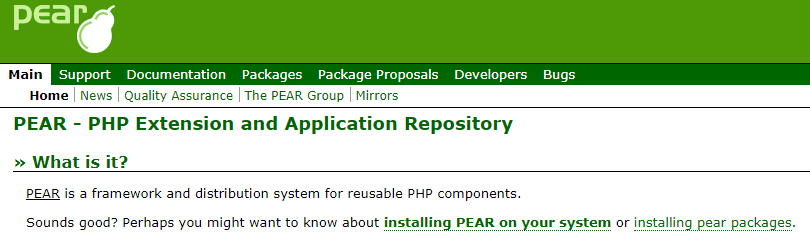 pear
Main Support Documentation Packages Package Proposals Developers Bugs
Home News Quality Assurance The PEAR Group Mirrors
PEAR - PHP Extension and Application Repository
» What is it?
PEAR is a framework and distribution system for reusable PHP components.
Sounds good? Perhaps you might want to know about installing PEAR on your system or installing pear packages.